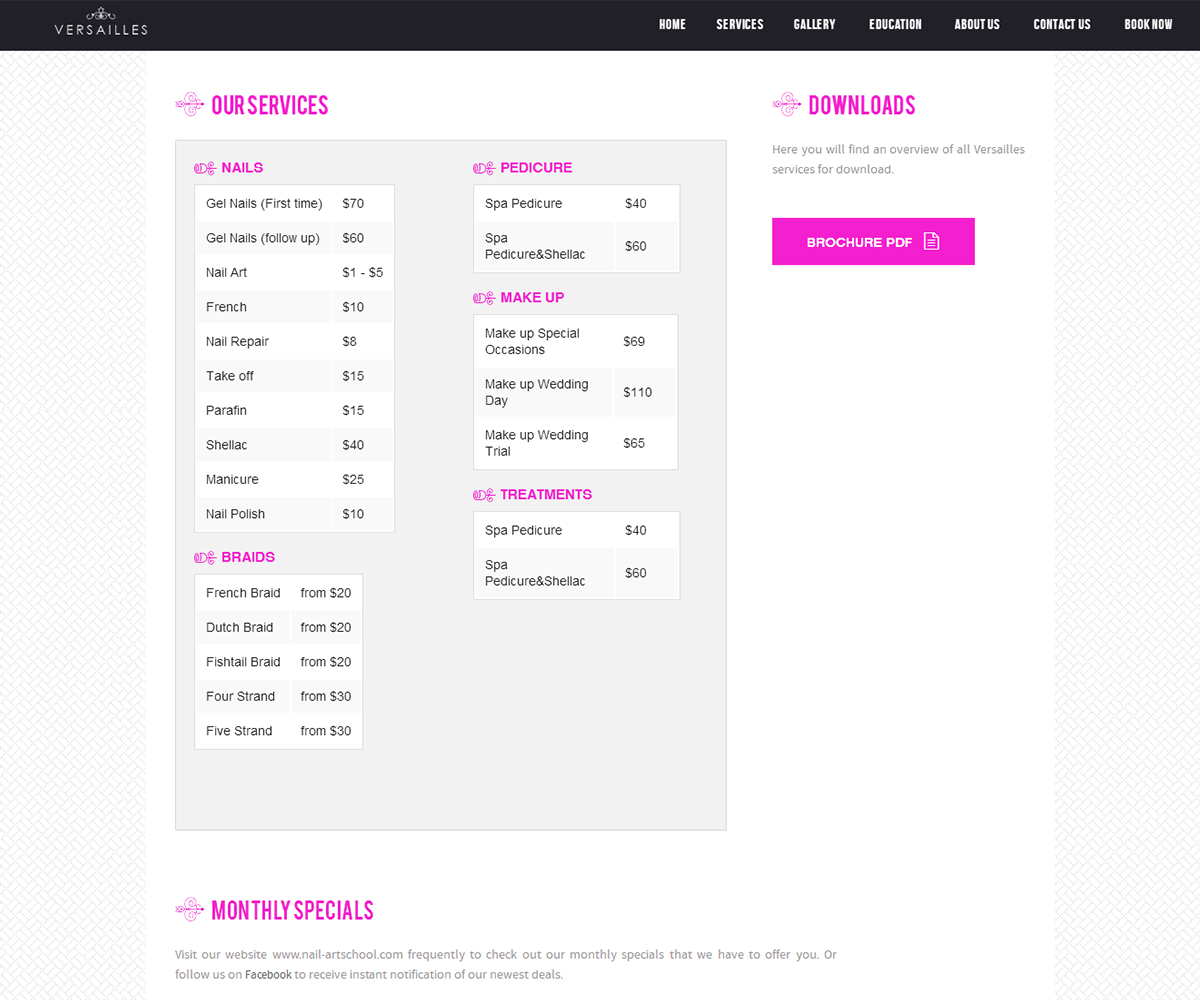 VERSAILLES
HOME SERVICES GALLERY EDUCATION ABOUT US CONTACT US BOOK NOW
OUR SERVICES
NAILS
Gel Nails (First time) $70
Gel Nails (follow up) $60
Nail Art $1 - $5
French $10
Nail Repair $8
Take off $15
Parafin $15
Shellac $40
Manicure $25
Nail Polish $10
BRAIDS
French Braid from $20
Dutch Braid from $20
Fishtail Braid from $20
Four Strand from $30
Five Strand from $30
PEDICURE
Spa Pedicure $40
Spa
Pedicure&Shellac $60
MAKE UP
Make up Special
Occasions $69
Make up Wedding
Day $110
Make up Wedding
Trial $65
TREATMENTS
Spa Pedicure $40
Spa
Pedicure&Shellac $60
DOWNLOADS
Here you will find an overview of all Versailles
services for download.
BROCHURE PDF
MONTHLY SPECIALS
Visit our website www.nail-artschool.com frequently to check out our monthly specials that we have to offer you. Or
follow us on Facebook to receive instant notification of our newest deals.